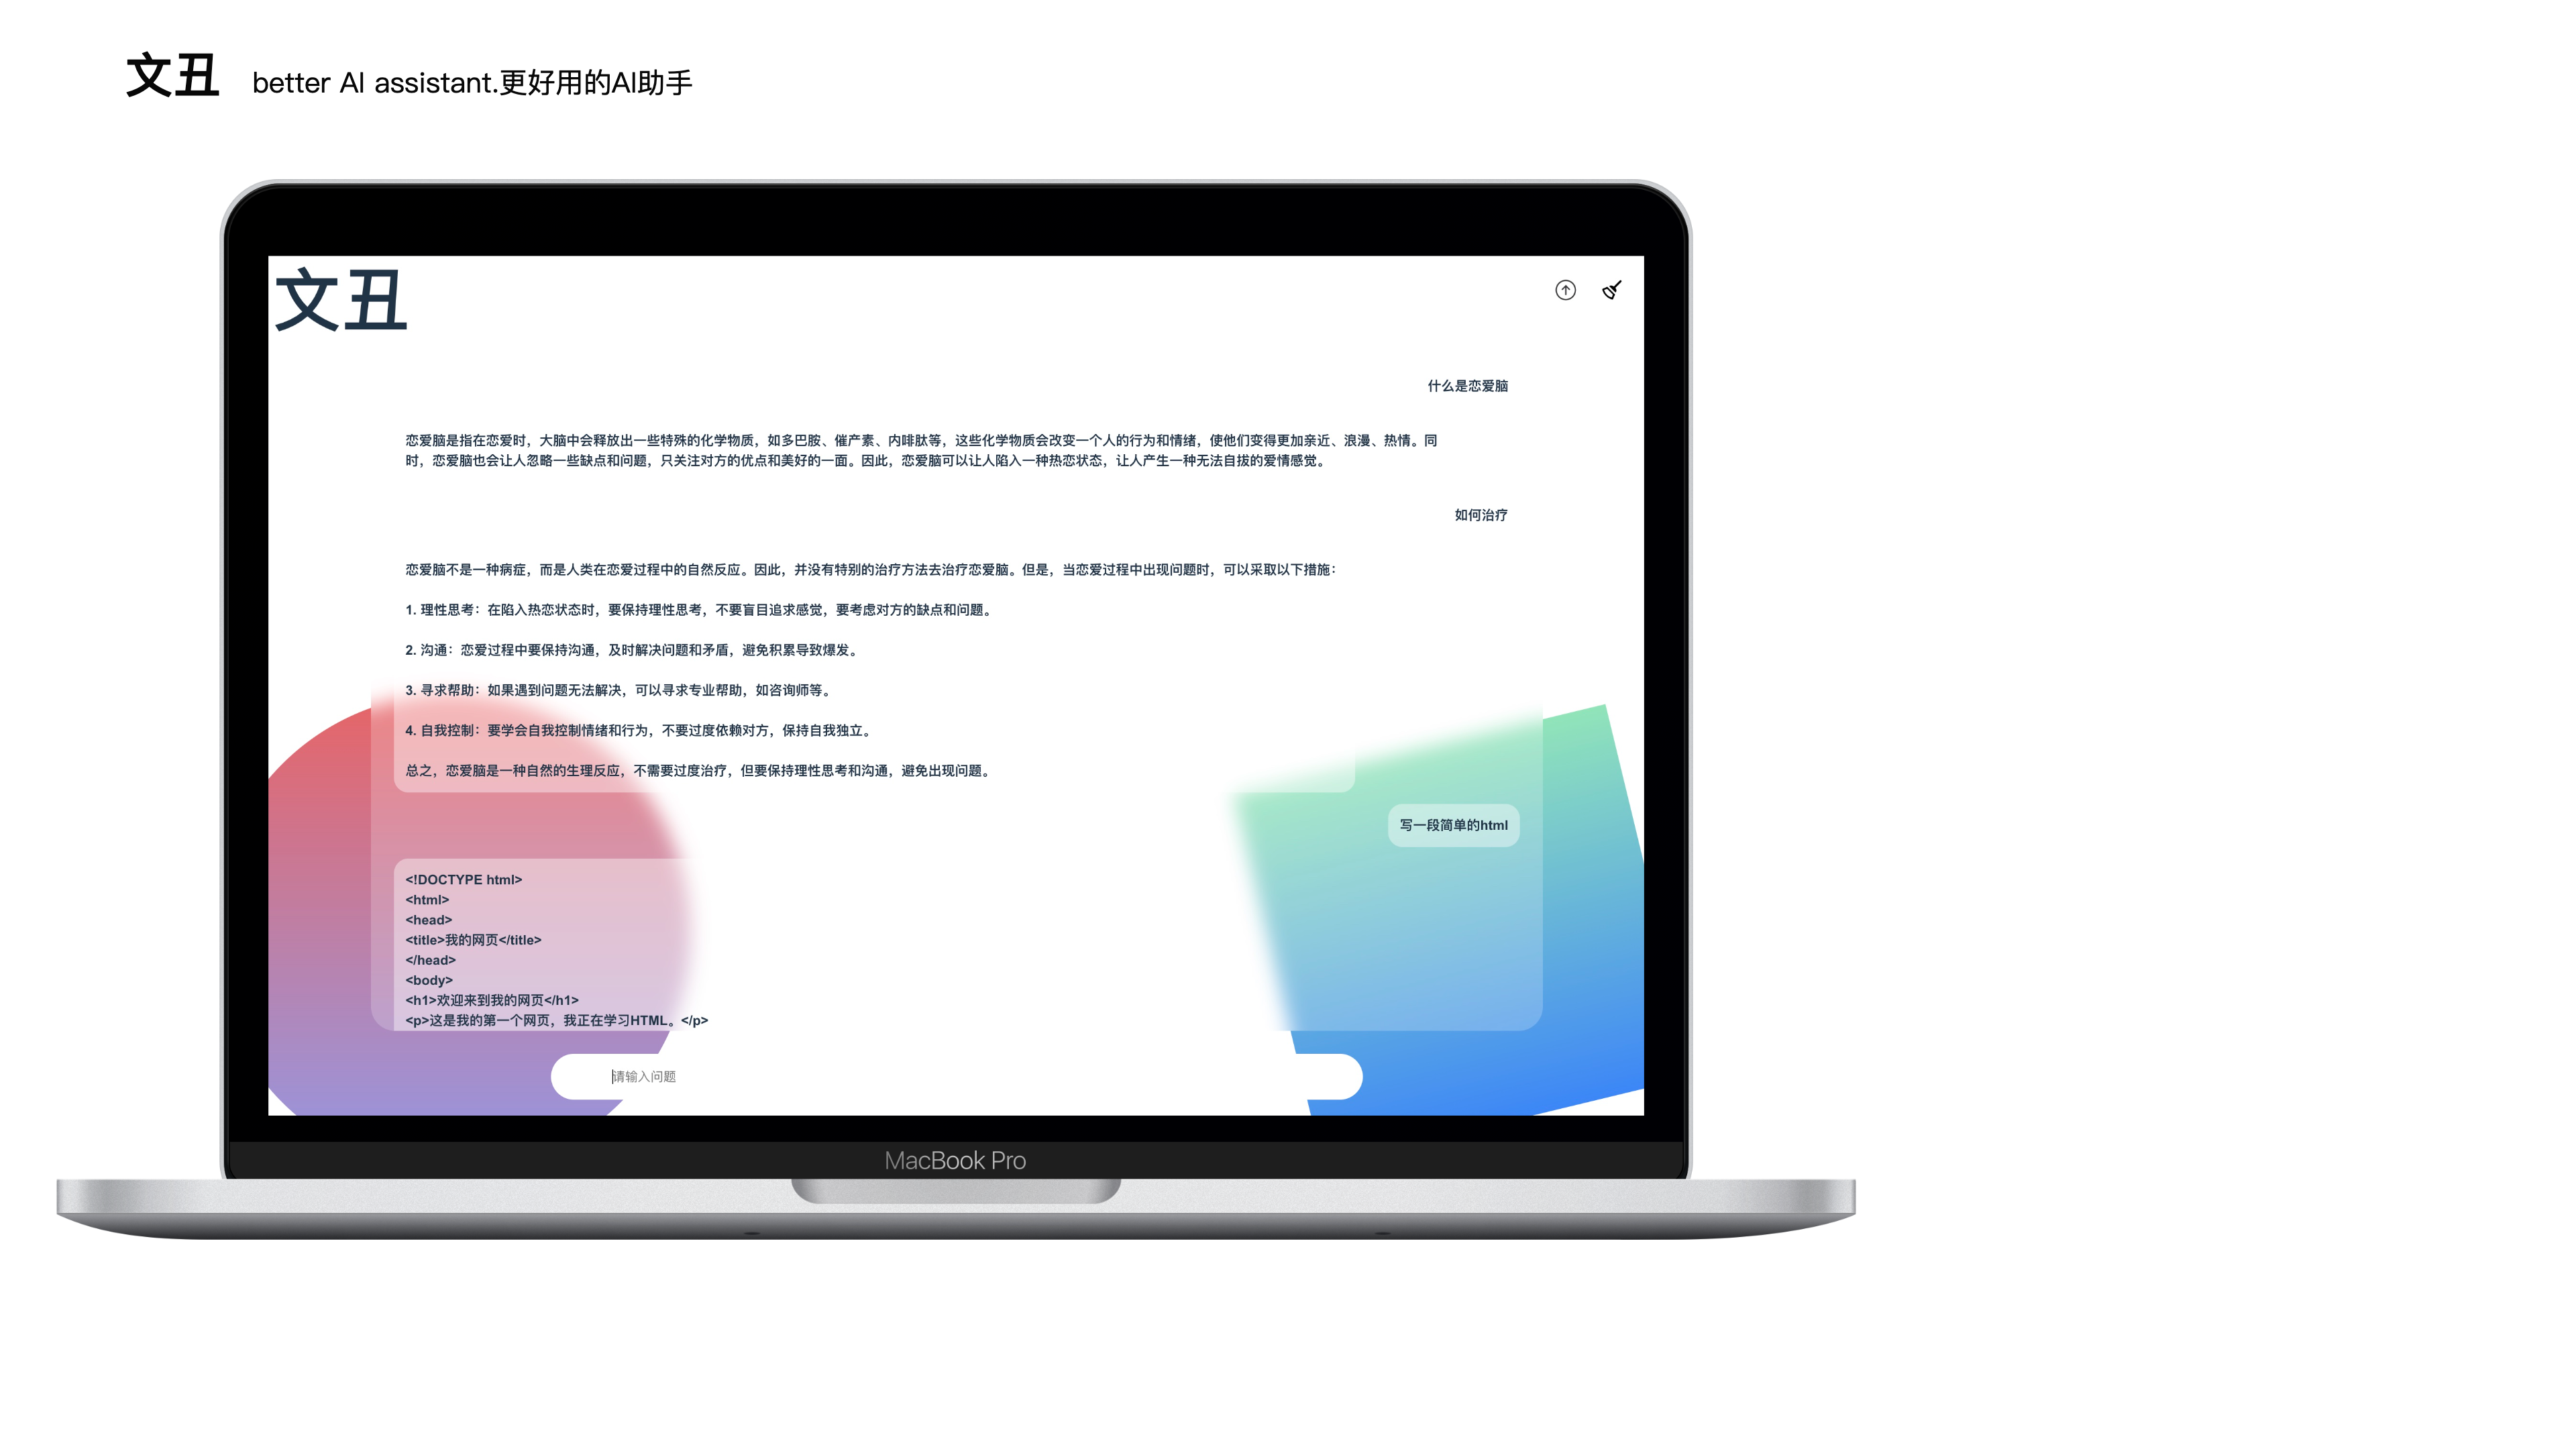 文丑 better AI assistant.更好用的AI助手
文丑
什么是恋爱脑
恋爱脑是指在恋爱时，大脑中会释放出一些特殊的化学物质，如多巴胺、催产素、内啡肽等，这些化学物质会改变一个人的行为和情绪，使他们变得更加亲近、浪漫、热情。同
时，恋爱脑也会让人忽略一些缺点和问题，只关注对方的优点和美好的一面。因此，恋爱脑可以让人陷入一种热恋状态，让人产生一种无法自拔的爱情感觉。
如何治疗
恋爱脑不是一种病症，而是人类在恋爱过程中的自然反应。因此，并没有特别的治疗方法去治疗恋爱脑。但是，当恋爱过程中出现问题时，可以采取以下措施：
1. 理性思考：在陷入热恋状态时，要保持理性思考，不要盲目追求感觉，要考虑对方的缺点和问题。
2. 沟通：恋爱过程中要保持沟通，及时解决问题和矛盾，避免积累导致爆发。
3. 寻求帮助：如果遇到问题无法解决，可以寻求专业帮助，如咨询师等。
4. 自我控制：要学会自我控制情绪和行为，不要过度依赖对方，保持自我独立。
总之，恋爱脑是一种自然的生理反应，不需要过度治疗，但要保持理性思考和沟通，避免出现问题。
写一段简单的html
<!DOCTYPE html>
<html>
<head>
<title>我的网页</title>
</head>
<body>
<h1>欢迎来到我的网页</h1>
<p>这是我的第一个网页，我正在学习HTML。</p>
请输入问题
MacBook Pro